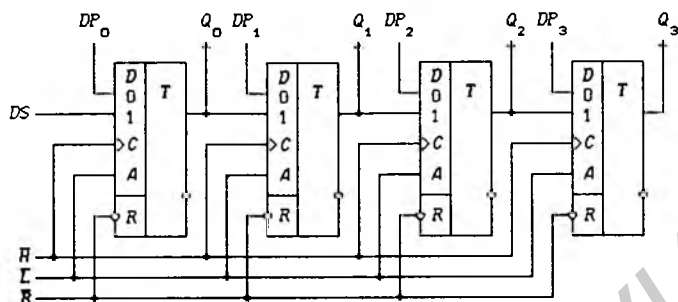 DP0 Q0 DP1 Q1 DP2 Q2 DP3 Q3
D T D T D T D T
0 0 0 0
DS 1 1 1 1
C C C C
A A A A
R R R R
H
L
R